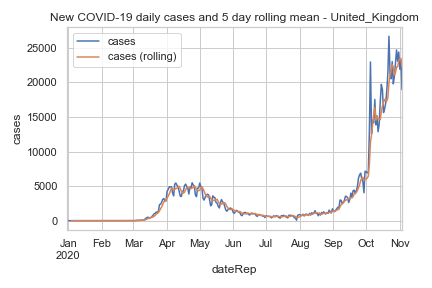 New COVID-19 daily cases and 5 day rolling mean - United_Kingdom
cases
cases (rolling)
25000
20000
15000
10000
5000
0
cases
Jan Feb Mar Apr May Jun Jul Aug Sep Oct Nov
2020
dateRep